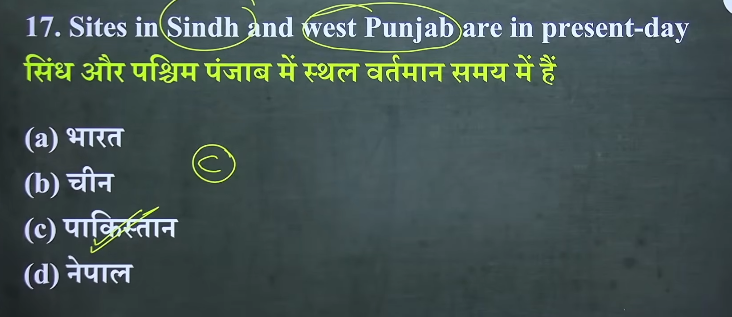 17. Sites in Sindh and west Punjab are in present-day
सिंध और पश्चिम पंजाब में स्थल वर्तमान समय में हैं
(a) भारत
C
(b) चीन
(c) पाकिस्तान
(d) नेपाल